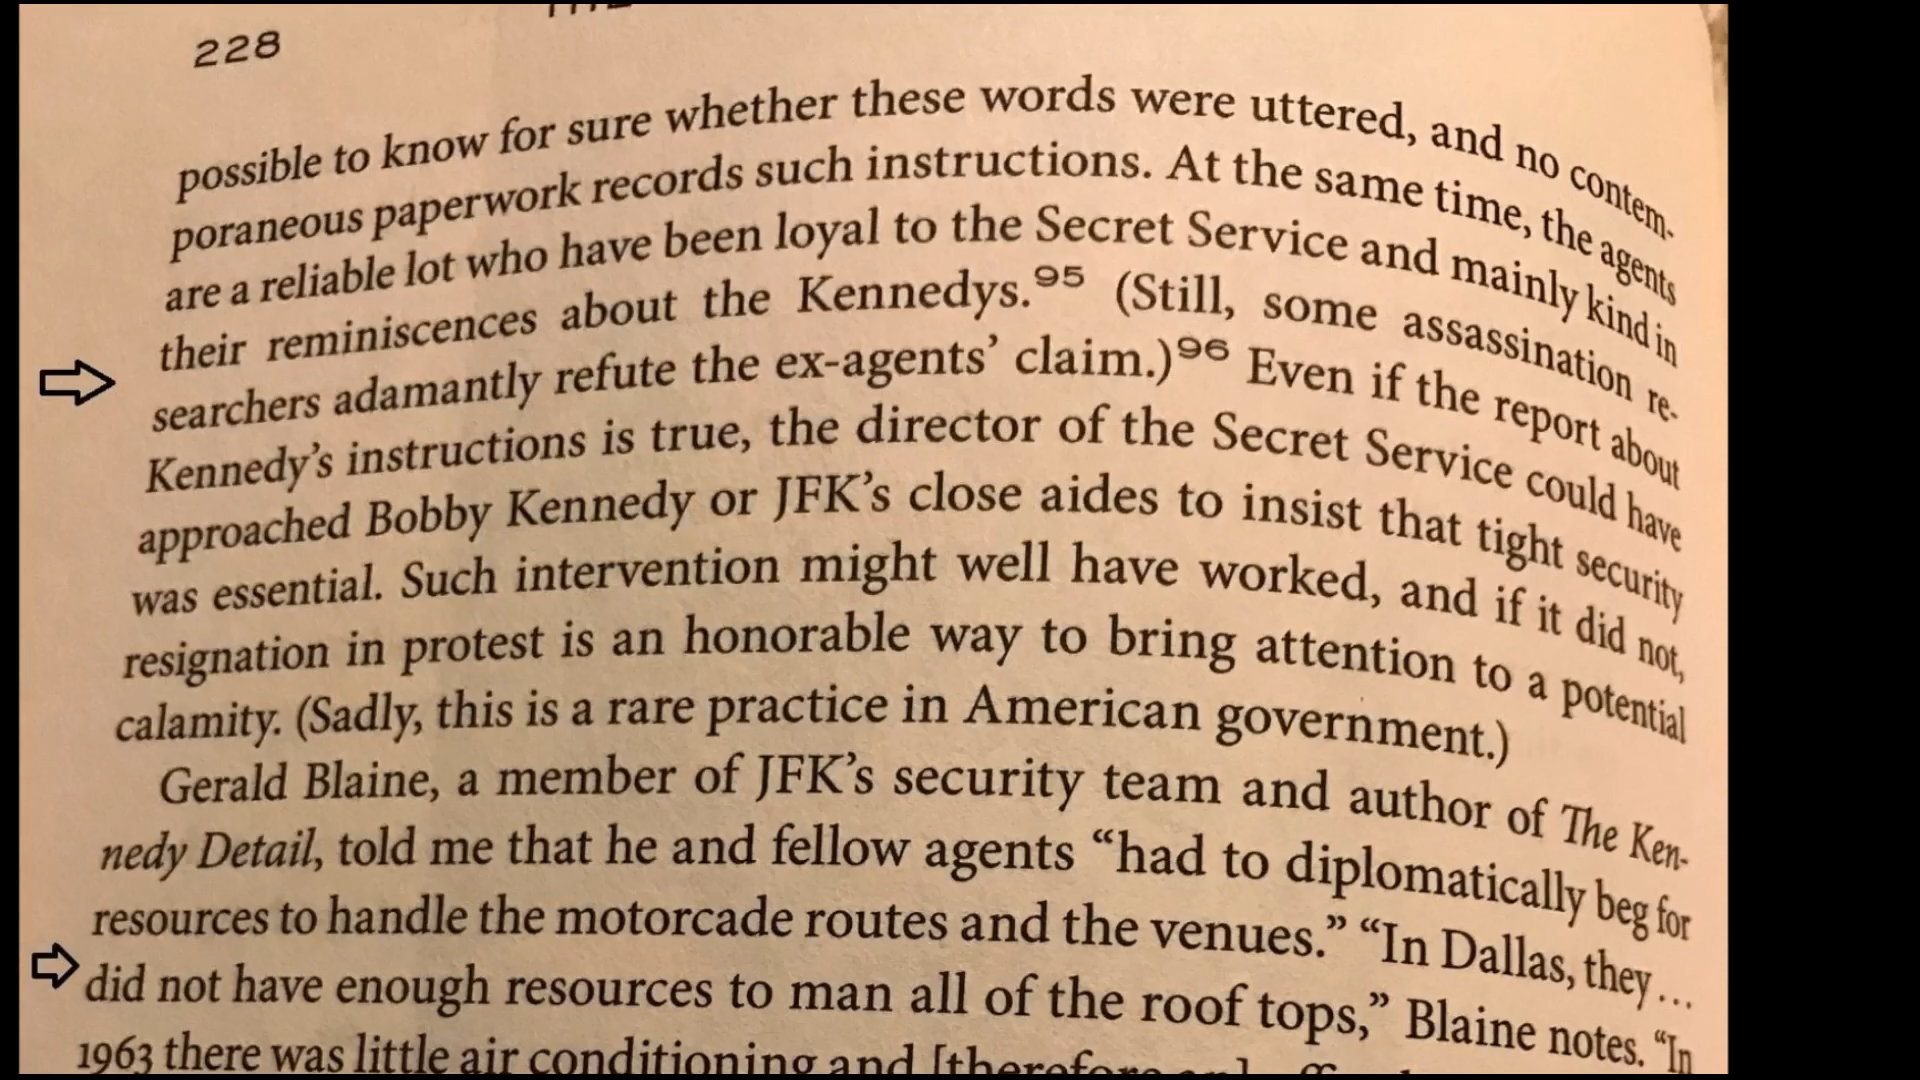 228
possible to know for sure whether these words were uttered, and no contem-
poraneous paperwork records such instructions. At the same time, the agents
are a reliable lot who have been loyal to the Secret Service and mainly kind in
their reminiscences about the Kennedys.95 (Still, some assassination re-
searchers adamantly refute the ex-agents’ claim.)96 Even if the report about
Kennedy’s instructions is true, the director of the Secret Service could have
approached Bobby Kennedy or JFK’s close aides to insist that tight security
was essential. Such intervention might well have worked, and if it did not,
resignation in protest is an honorable way to bring attention to a potential
calamity. (Sadly, this is a rare practice in American government.)
Gerald Blaine, a member of JFK’s security team and author of The Ken-
nedy Detail, told me that he and fellow agents “had to diplomatically beg for
resources to handle the motorcade routes and the venues.” “In Dallas, they...
did not have enough resources to man all of the roof tops,” Blaine notes. “In
1963 there was little air conditioning and [therefore